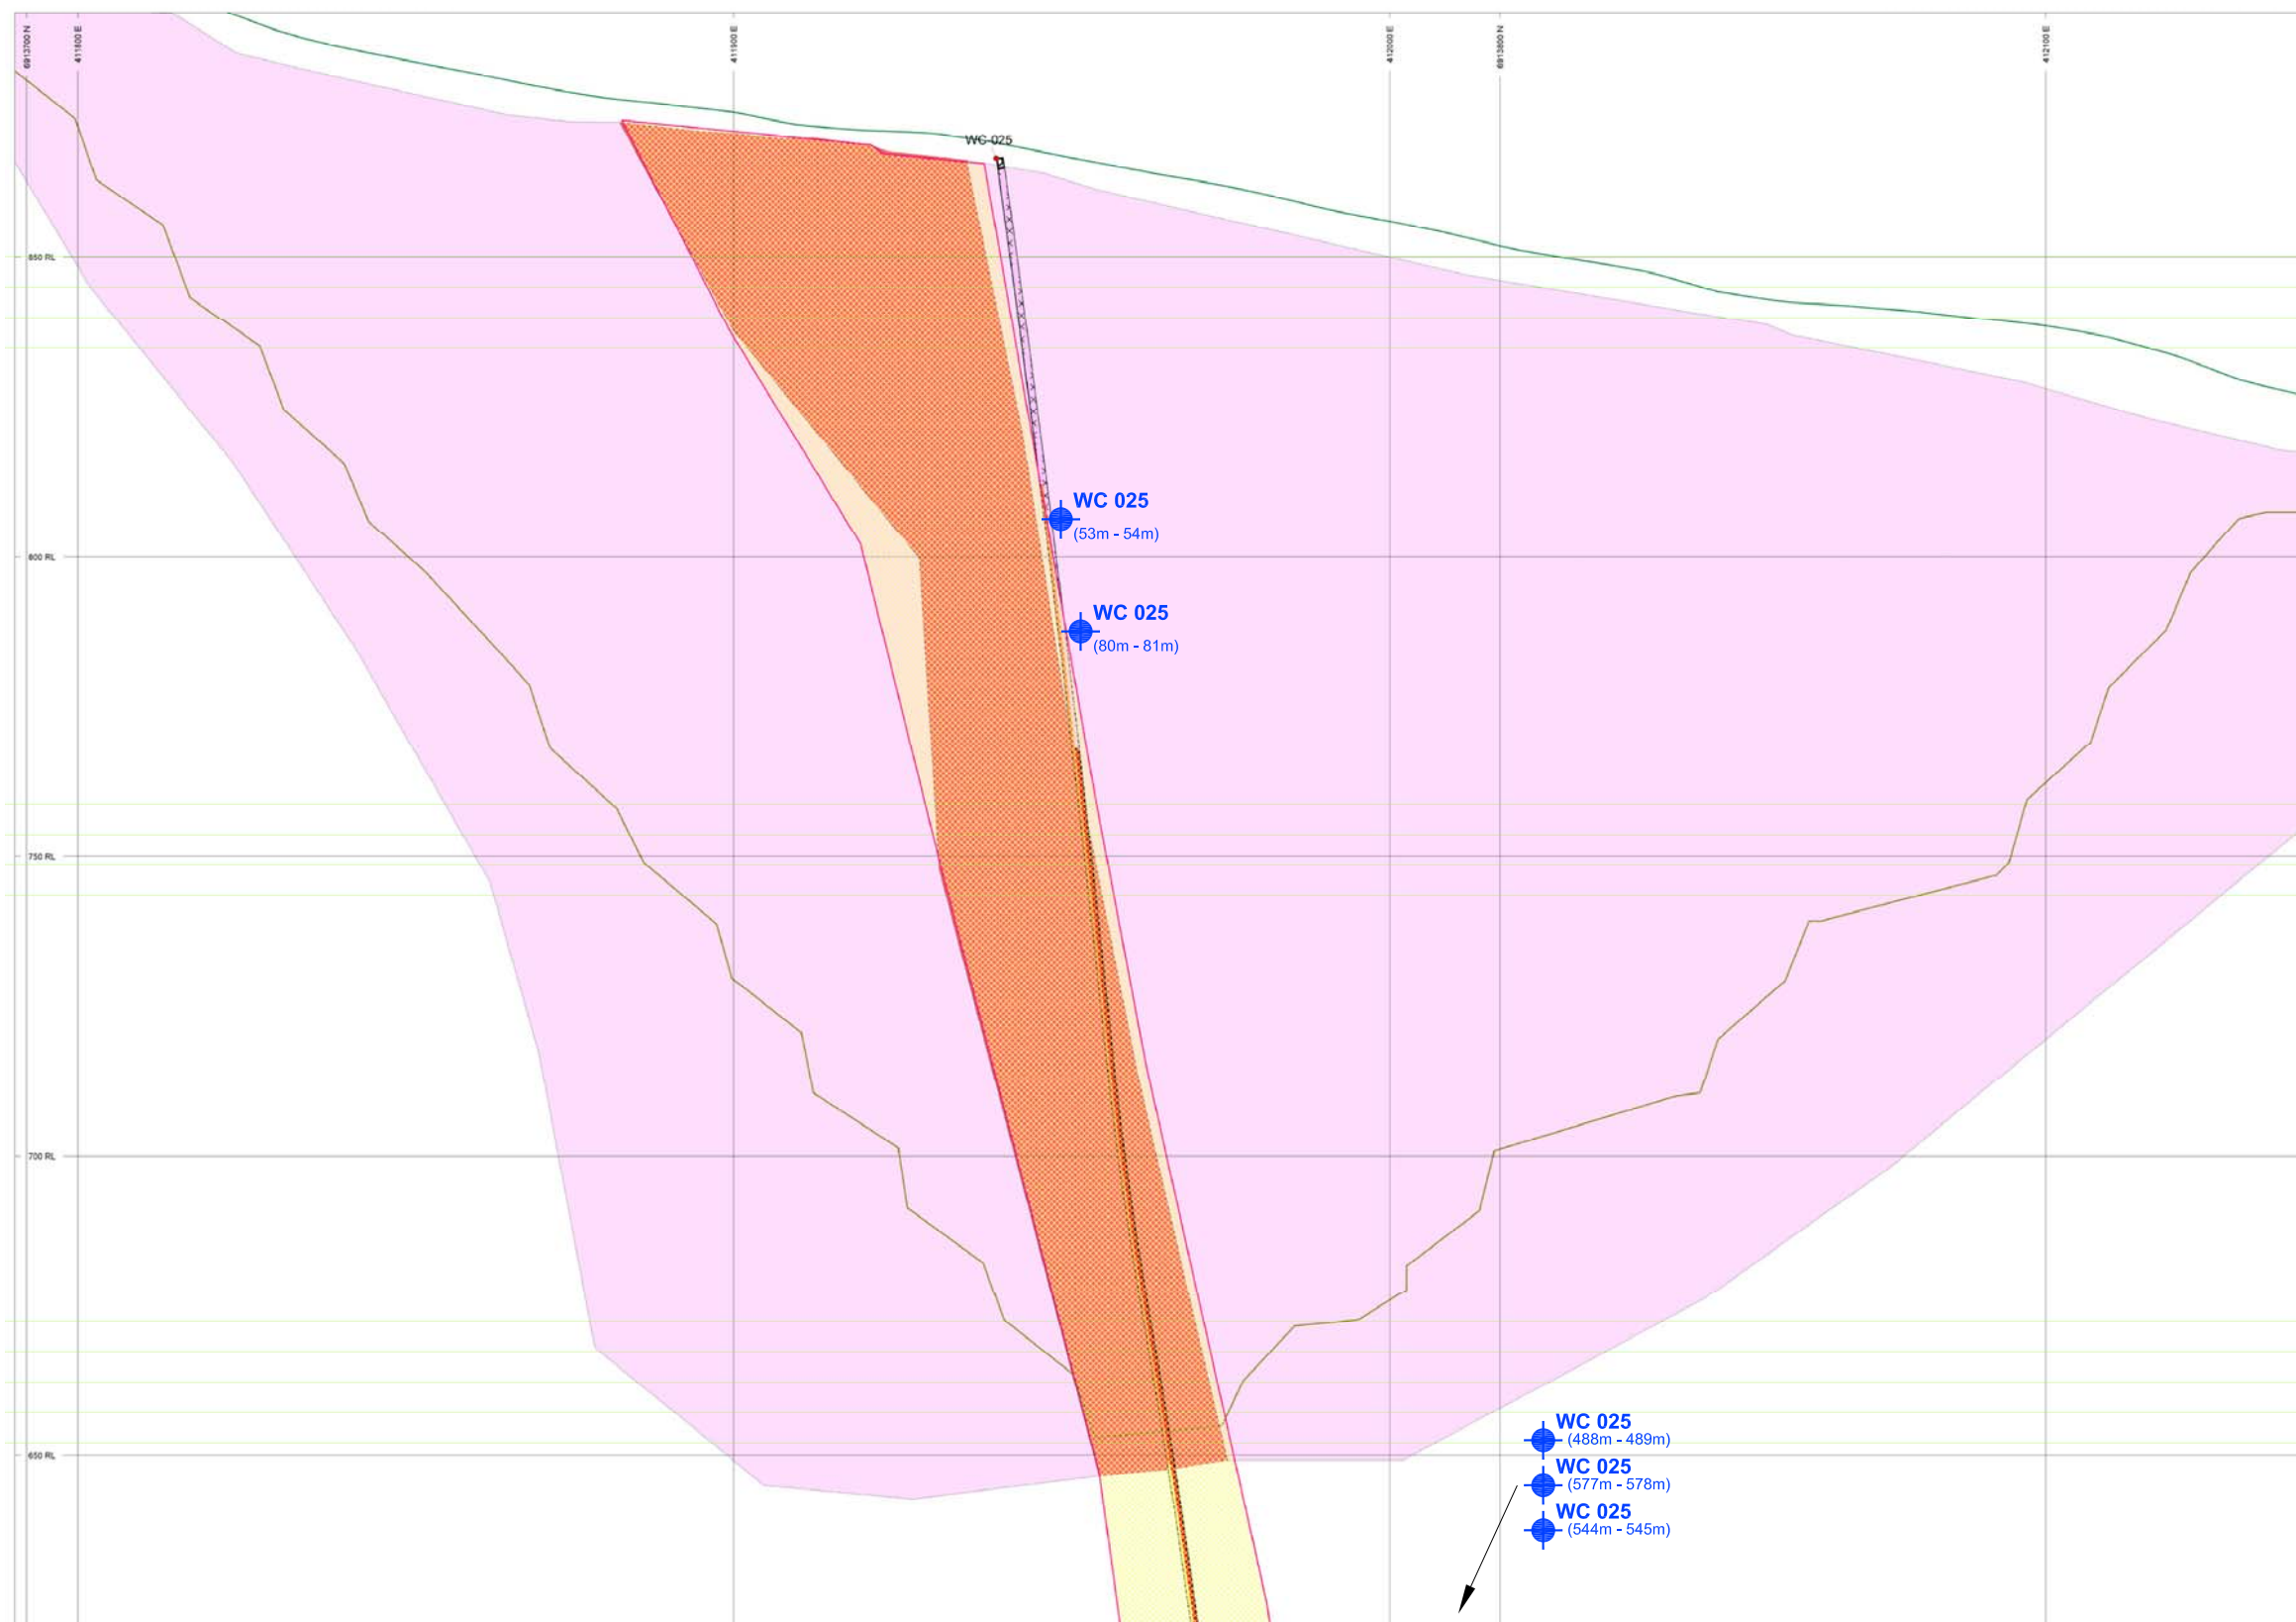 6913700 N
411800 E
411900 E
412000 E
6913800 N
412100 E
WC-025
850 RL
WC 025
(53m - 54m)
800 RL
WC 025
(80m - 81m)
750 RL
700 RL
WC 025
(488m - 489m)
650 RL
WC 025
(577m - 578m)
WC 025
(544m - 545m)